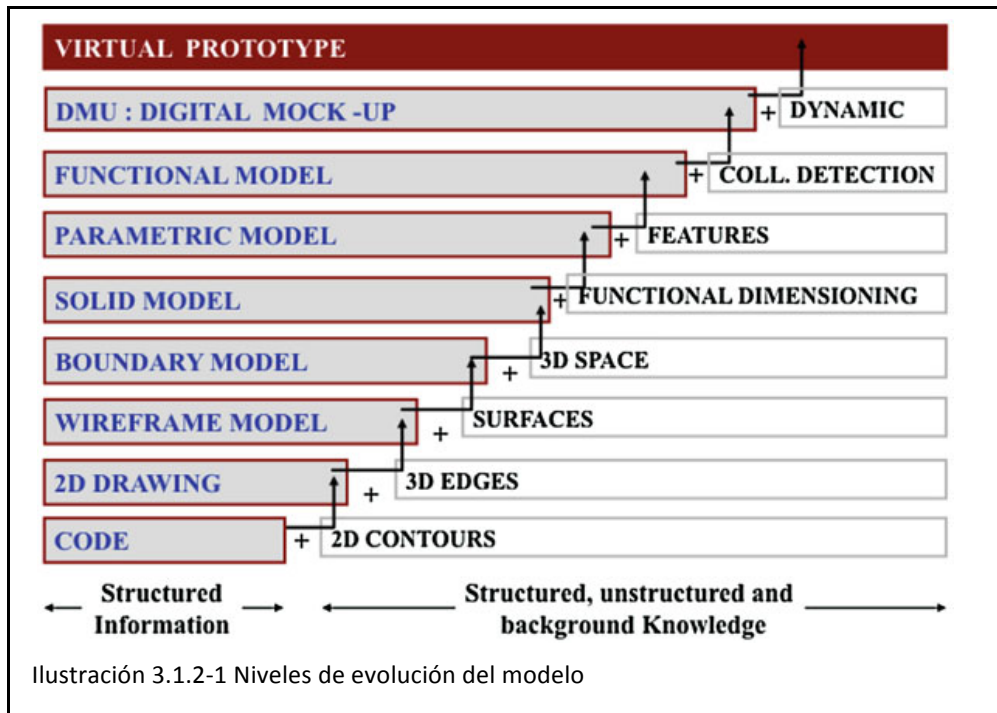 VIRTUAL PROTOTYPE
DMU : DIGITAL MOCK -UP + DYNAMIC
FUNCTIONAL MODEL + COLL. DETECTION
PARAMETRIC MODEL + FEATURES
SOLID MODEL + FUNCTIONAL DIMENSIONING
BOUNDARY MODEL + 3D SPACE
WIREFRAME MODEL + SURFACES
2D DRAWING + 3D EDGES
CODE + 2D CONTOURS
Structured
Information
Structured, unstructured and
background Knowledge
Ilustración 3.1.2-1 Niveles de evolución del modelo